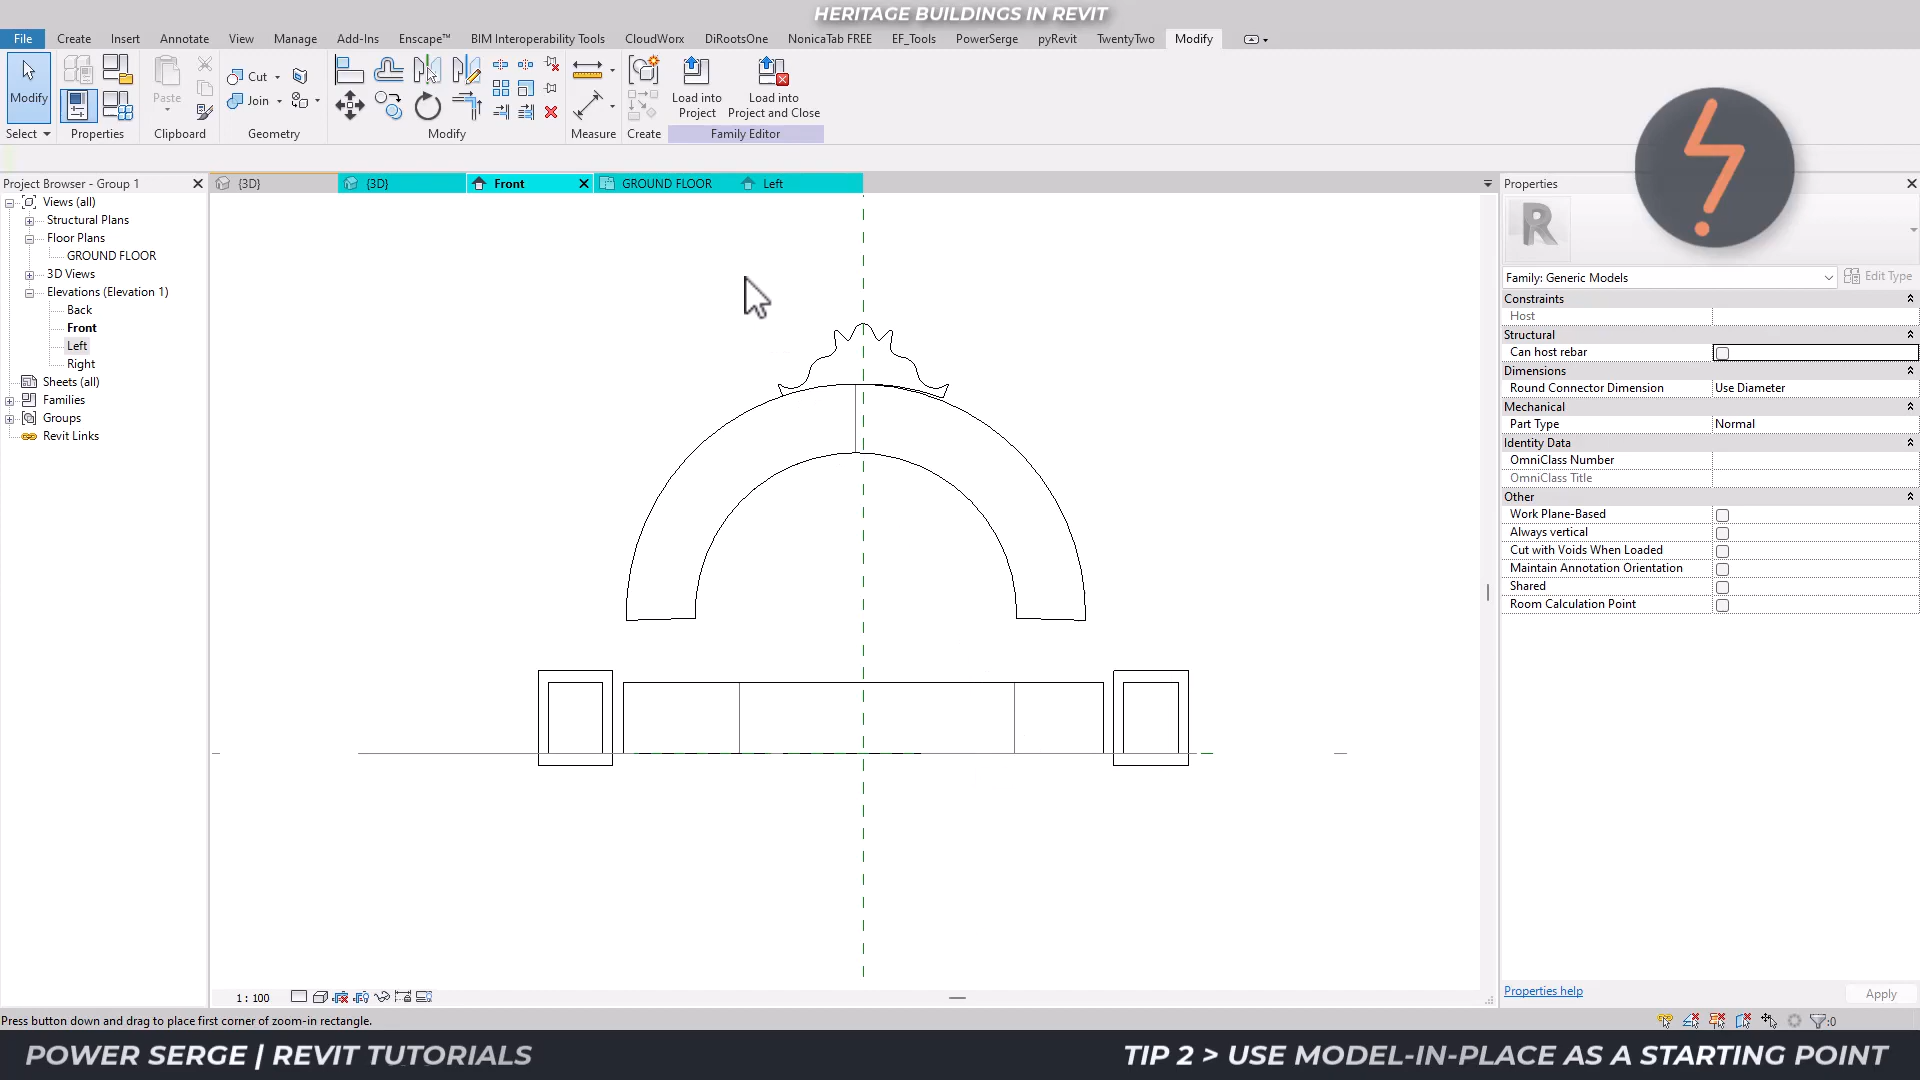 HERITAGE BUILDINGS IN REVIT
File Create Insert Annotate View Manage Add-Ins Enscape™ BIM Interoperability Tools CloudWorx DiRootsOne NonicaTab FREE EF_Tools PowerSerge pyRevit TwentyTwo Modify
Modify
Paste
Cut
Join
Load into
Project
Load into
Project and Close
Select Properties Clipboard Geometry Modify Measure Create Family Editor
Project Browser - Group 1
{3D} {3D} Front GROUND FLOOR Left
Views (all)
Structural Plans
Floor Plans
GROUND FLOOR
3D Views
Elevations (Elevation 1)
Back
Front
Left
Right
Sheets (all)
Families
Groups
Revit Links
Properties
R
Family: Generic Models
Edit Type
Constraints
Host
Structural
Can host rebar
Dimensions
Round Connector Dimension Use Diameter
Mechanical
Part Type Normal
Identity Data
OmniClass Number
OmniClass Title
Other
Work Plane-Based
Always vertical
Cut with Voids When Loaded
Maintain Annotation Orientation
Shared
Room Calculation Point
Properties help
Apply
1 : 100
Press button down and drag to place first corner of zoom-in rectangle.
:0
POWER SERGE | REVIT TUTORIALS
TIP 2 > USE MODEL-IN-PLACE AS A STARTING POINT